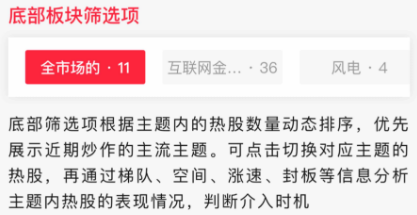 底部板块筛选项
全市场的 · 11
互联网金... · 36
风电 · 4
底部筛选项根据主题内的热股数量动态排序，优先
展示近期炒作的主流主题。可点击切换对应主题的
热股，再通过梯队、空间、涨速、封板等信息分析
主题内热股的表现情况，判断介入时机